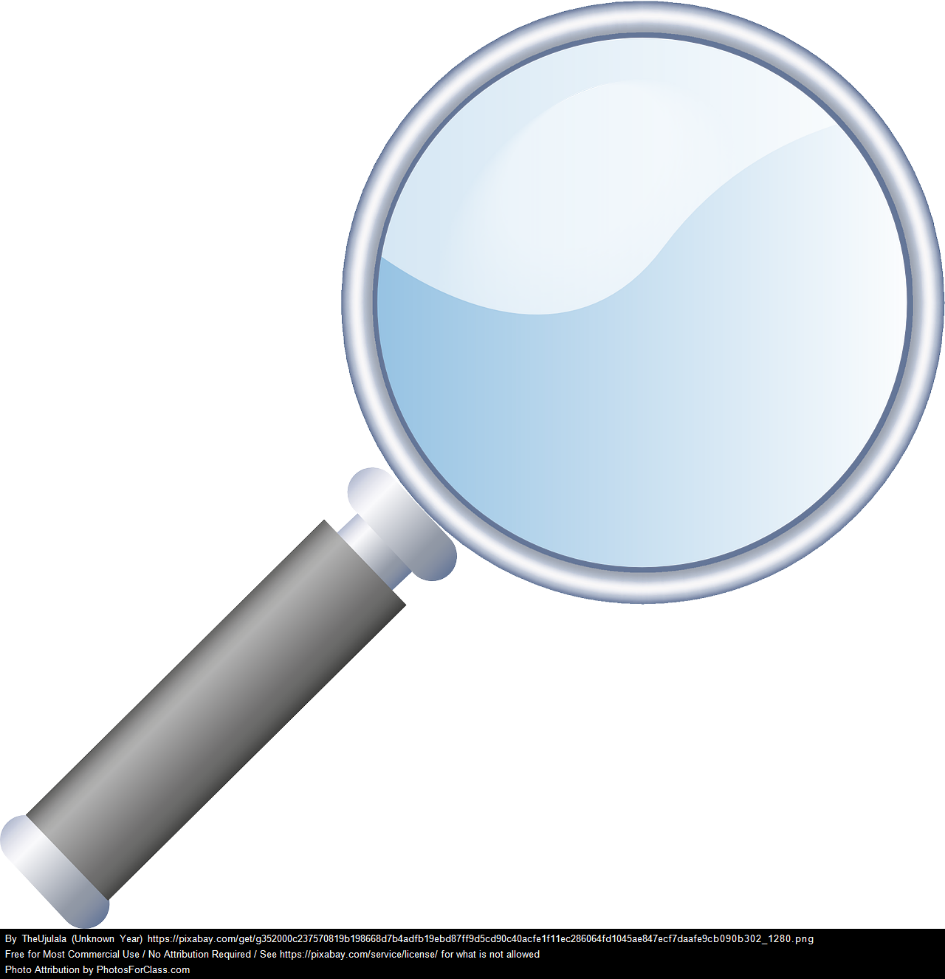 By TheUjulala (Unknown Year) https://pixabay.com/get/g352000c237570819b198668d7b4adfb19ebd87ff9d5cd90c40acfe1f11ec286064fd1045ae847ecf7daafe9cb090b302_1280.png
Free for Most Commercial Use / No Attribution Required / See https://pixabay.com/service/license/ for what is not allowed
Photo Attribution by PhotosForClass.com